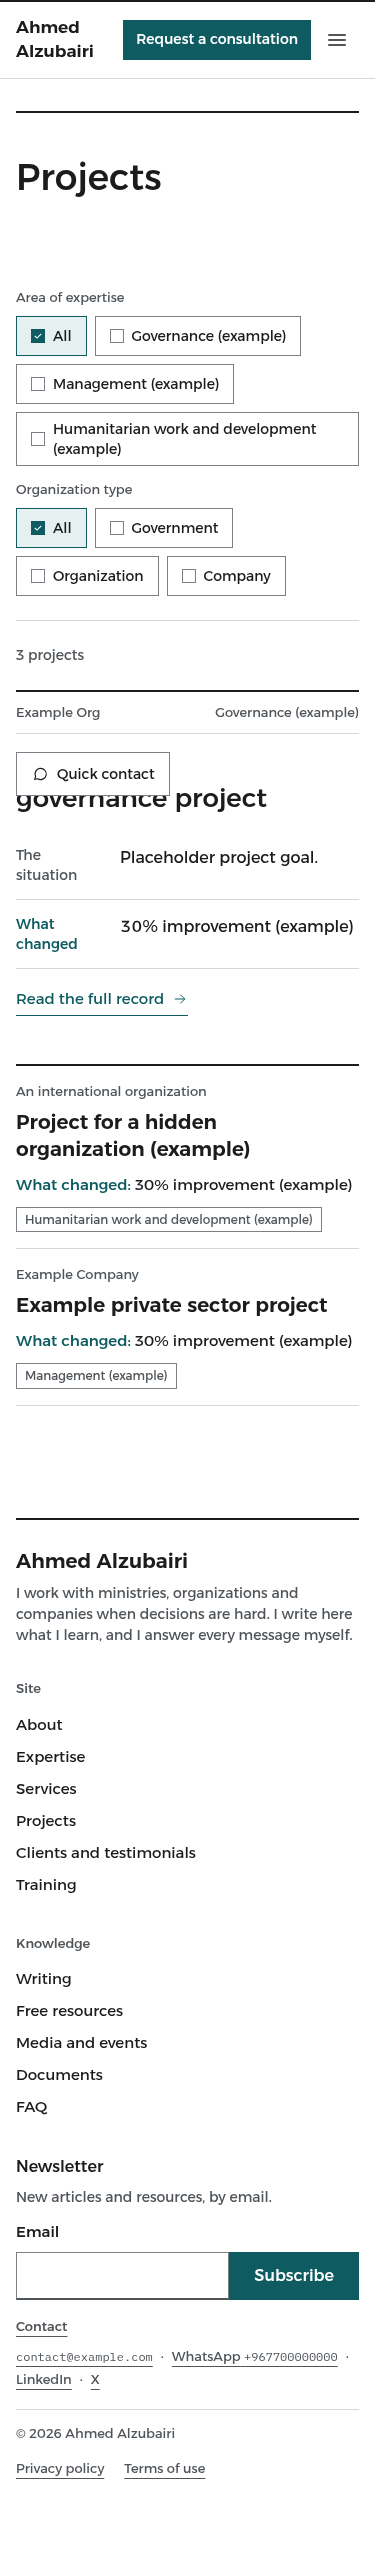 Ahmed
Alzubairi
Request a consultation
Projects
Area of expertise
All
Governance (example)
Management (example)
Humanitarian work and development
(example)
Organization type
All
Government
Organization
Company
3 projects
Example Org
Governance (example)
Quick contact
governance project
The
situation
Placeholder project goal.
What
changed
30% improvement (example)
Read the full record →
An international organization
Project for a hidden
organization (example)
What changed: 30% improvement (example)
Humanitarian work and development (example)
Example Company
Example private sector project
What changed: 30% improvement (example)
Management (example)
Ahmed Alzubairi
I work with ministries, organizations and
companies when decisions are hard. I write here
what I learn, and I answer every message myself.
Site
About
Expertise
Services
Projects
Clients and testimonials
Training
Knowledge
Writing
Free resources
Media and events
Documents
FAQ
Newsletter
New articles and resources, by email.
Email
Subscribe
Contact
contact@example.com · WhatsApp +967700000000 ·
LinkedIn · X
© 2026 Ahmed Alzubairi
Privacy policy
Terms of use